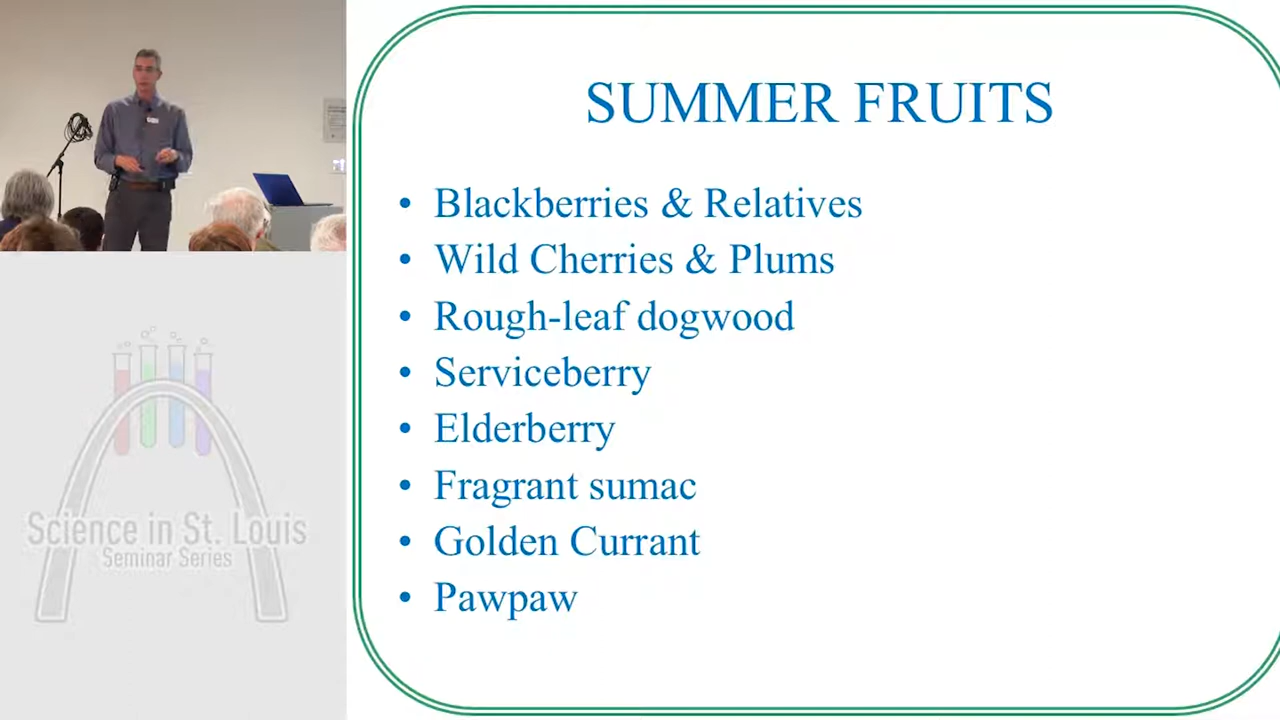 SUMMER FRUITS
• Blackberries & Relatives
• Wild Cherries & Plums
• Rough-leaf dogwood
• Serviceberry
• Elderberry
• Fragrant sumac
• Golden Currant
• Pawpaw
Science in St. Louis
Seminar Series